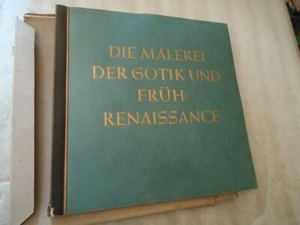 DIE MALEREI
DER GOTIK UND
FRÜH
RENAISSANCE